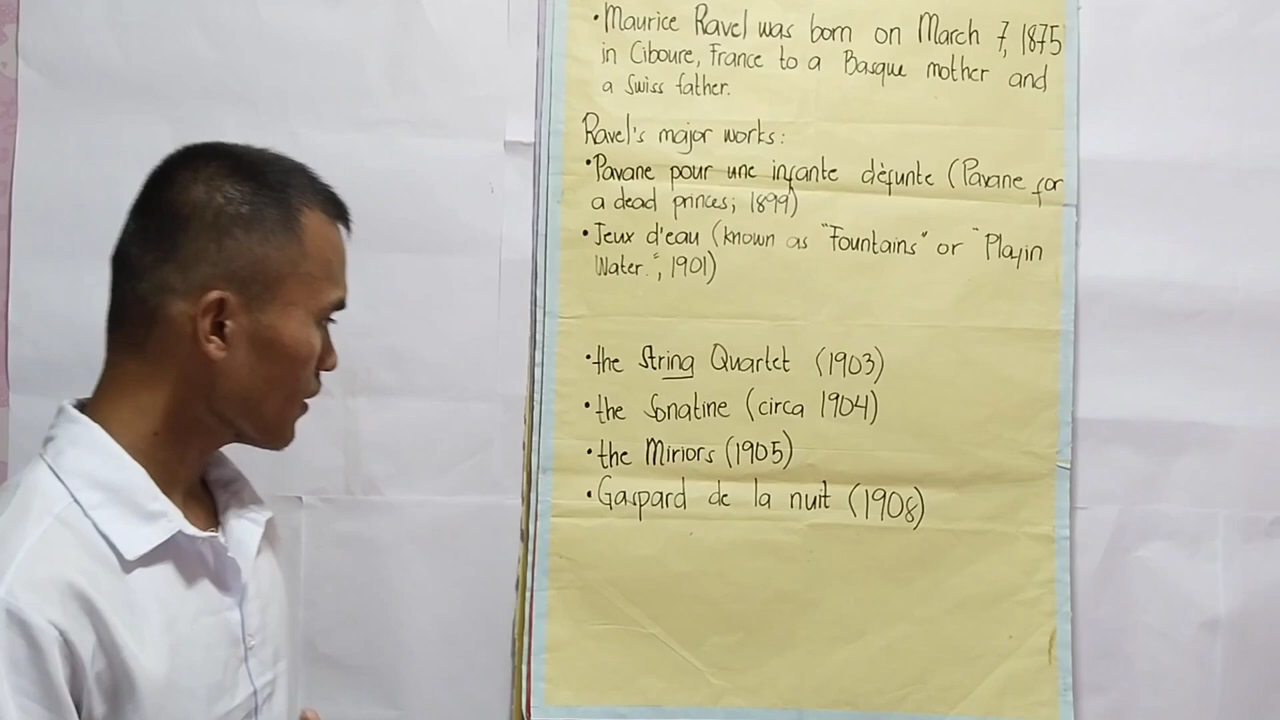 •Maurice Ravel was born on March 7, 1875
in Ciboure, France to a Basque mother and
a Swiss father.
Ravel's major works:
•Pavane pour une infante dèfunte (Pavane for
a dead princes; 1899)
•Jeux d'eau (known as "Fountains" or "Playin
Water.", 1901)
•the String Quartet (1903)
•the Sonatine (circa 1904)
•the Miriors (1905)
•Gaspard de la nuit (1908)